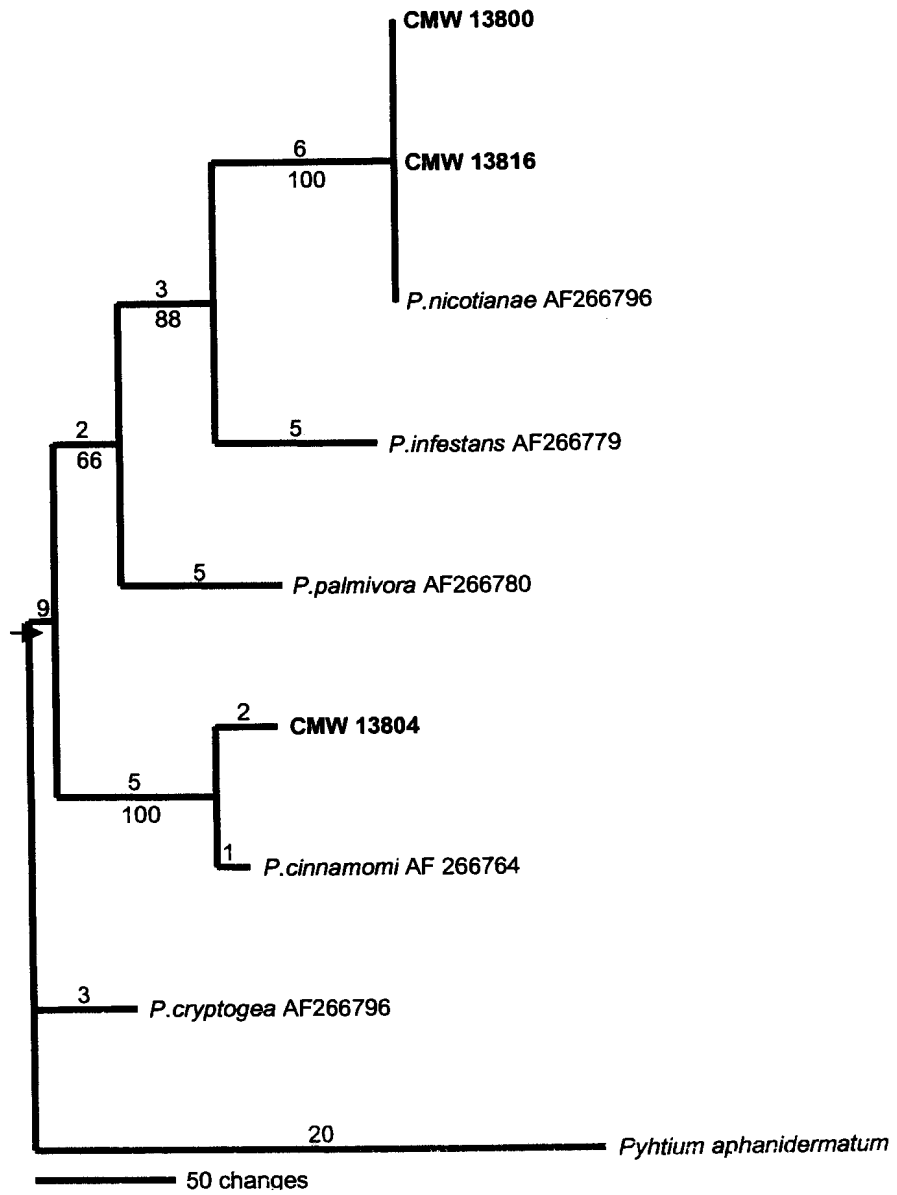 CMW 13800
6
CMW 13816
100
3
P.nicotianae AF266796
88
2
5
P.infestans AF266779
66
5
P.palmivora AF266780
9
2
CMW 13804
5
100
1
P.cinnamomi AF 266764
3
P.cryptogea AF266796
20
Pyhtium aphanidermatum
50 changes